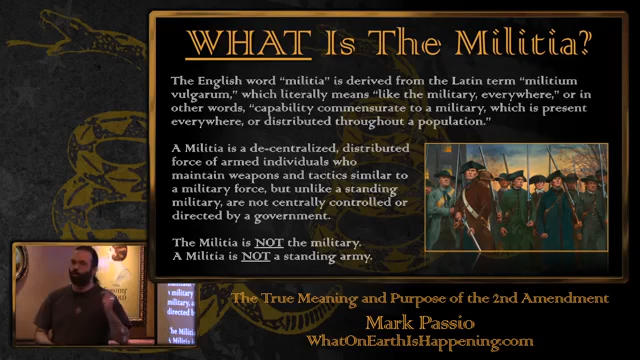 WHAT Is The Militia?
The English word “militia” is derived from the Latin term “militium
vulgarum,” which literally means “like the military, everywhere,” or in
other words, “capability commensurate to a military, which is present
everywhere, or distributed throughout a population.”
A Militia is a de-centralized, distributed
force of armed individuals who
maintain weapons and tactics similar to
a military force, but unlike a standing
military, are not centrally controlled or
directed by a government.
The Militia is NOT the military.
A Militia is NOT a standing army.
The True Meaning and Purpose of the 2nd Amendment
Mark Passio
WhatOnEarthIsHappening.com